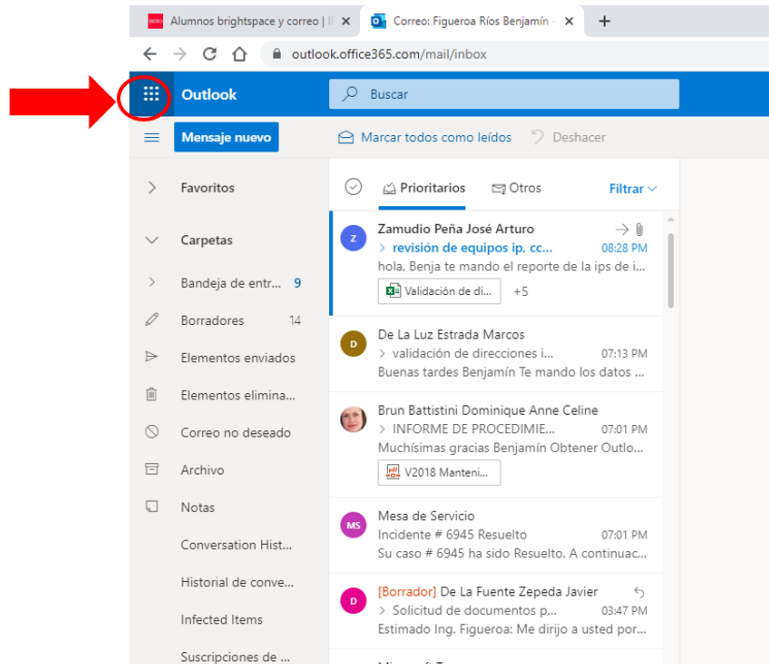 Alumnos brightspace y correo |
Correo: Figueroa Ríos Benjamín -
outlook.office365.com/mail/inbox
Outlook
Buscar
Mensaje nuevo
Marcar todos como leídos
Deshacer
Favoritos
Carpetas
Bandeja de entr... 9
Borradores 14
Elementos enviados
Elementos elimina...
Correo no deseado
Archivo
Notas
Conversation Hist...
Historial de conve...
Infected Items
Suscripciones de ...
Prioritarios
Otros
Filtrar
Z
Zamudio Peña José Arturo
revisión de equipos ip, cc... 08:28 PM
hola, Benja te mando el reporte de la ips de i...
Validación de di... +5
D
De La Luz Estrada Marcos
validación de direcciones i... 07:13 PM
Buenas tardes Benjamín Te mando los datos ...
Brun Battistini Dominique Anne Celine
INFORME DE PROCEDIMIE... 07:01 PM
Muchísimas gracias Benjamín Obtener Outlo...
V2018 Manteni...
MS
Mesa de Servicio
Incidente # 6945 Resuelto 07:01 PM
Su caso # 6945 ha sido Resuelto. A continuac...
D
[Borrador] De La Fuente Zepeda Javier
Solicitud de documentos p... 03:47 PM
Estimado Ing. Figueroa: Me dirijo a usted por...